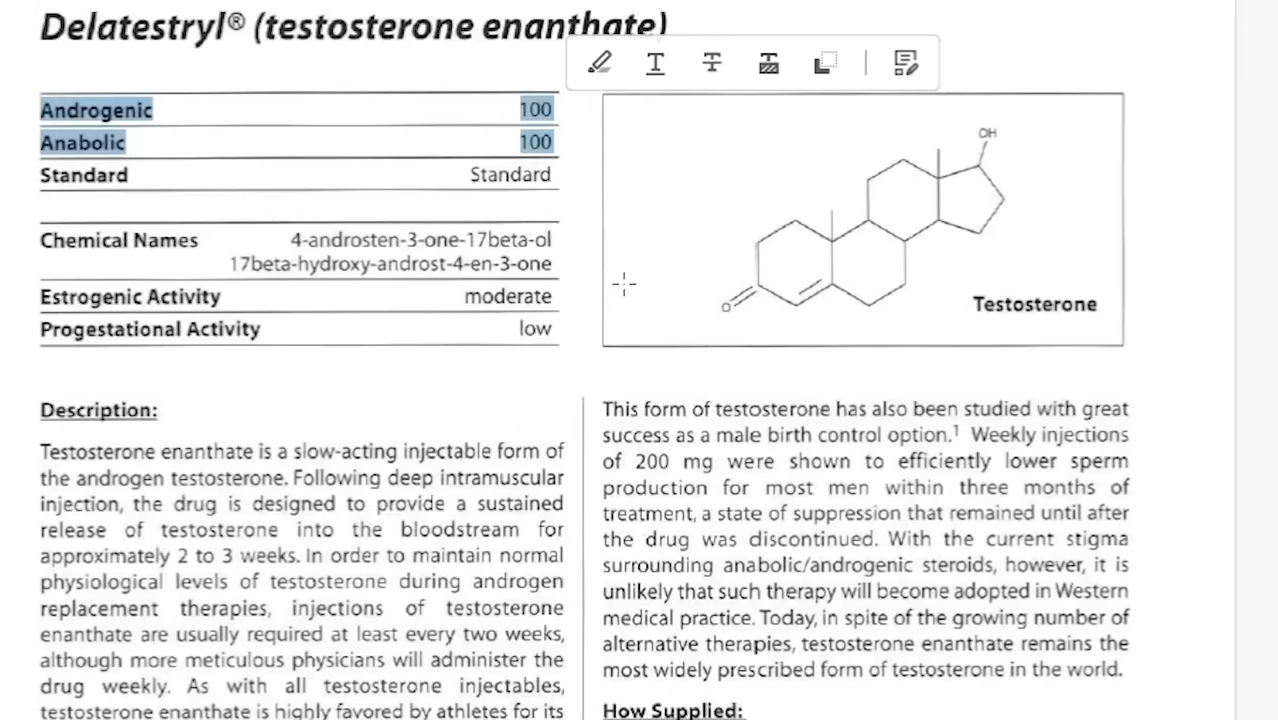 Delatestryl® (testosterone enanthate)
Androgenic 100
Anabolic 100
Standard Standard
Chemical Names 4-androsten-3-one-17beta-ol
17beta-hydroxy-androst-4-en-3-one
Estrogenic Activity moderate
Progestational Activity low
OH
O
Testosterone
Description:
Testosterone enanthate is a slow-acting injectable form of
the androgen testosterone. Following deep intramuscular
injection, the drug is designed to provide a sustained
release of testosterone into the bloodstream for
approximately 2 to 3 weeks. In order to maintain normal
physiological levels of testosterone during androgen
replacement therapies, injections of testosterone
enanthate are usually required at least every two weeks,
although more meticulous physicians will administer the
drug weekly. As with all testosterone injectables,
testosterone enanthate is highly favored by athletes for its
This form of testosterone has also been studied with great
success as a male birth control option.¹ Weekly injections
of 200 mg were shown to efficiently lower sperm
production for most men within three months of
treatment, a state of suppression that remained until after
the drug was discontinued. With the current stigma
surrounding anabolic/androgenic steroids, however, it is
unlikely that such therapy will become adopted in Western
medical practice. Today, in spite of the growing number of
alternative therapies, testosterone enanthate remains the
most widely prescribed form of testosterone in the world.
How Supplied: